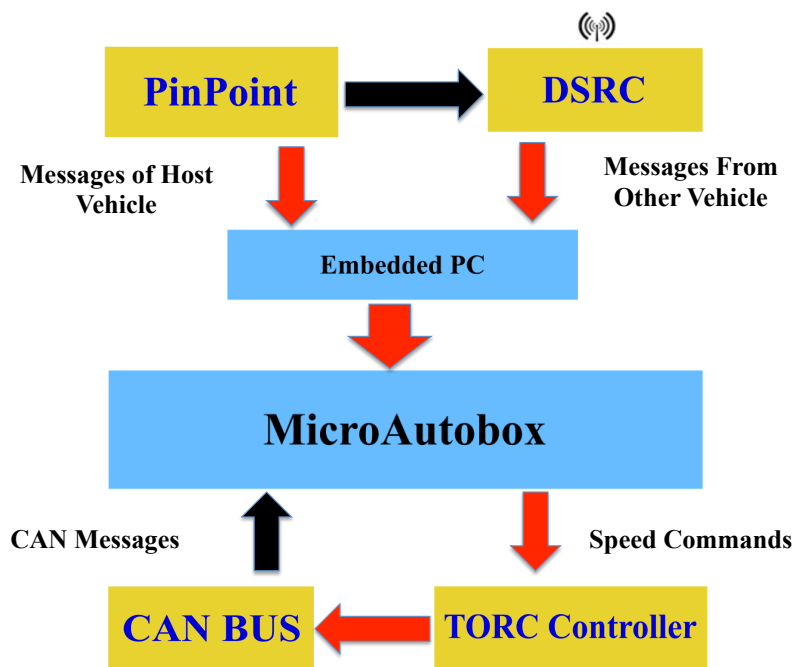 PinPoint
DSRC
Messages of Host
Vehicle
Messages From
Other Vehicle
Embedded PC
MicroAutobox
CAN Messages
Speed Commands
CAN BUS
TORC Controller